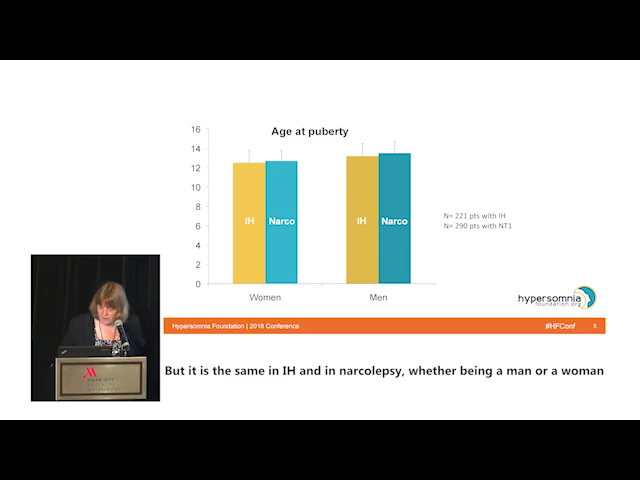 Age at puberty
16
14
12
10
8
6
4
2
0
IH
Narco
IH
Narco
Women
Men
N= 221 pts with IH
N= 290 pts with NT1
hypersomnia
foundation.org
Hypersomnia Foundation | 2018 Conference
#HFConf
5
MARRIOTT
But it is the same in IH and in narcolepsy, whether being a man or a woman